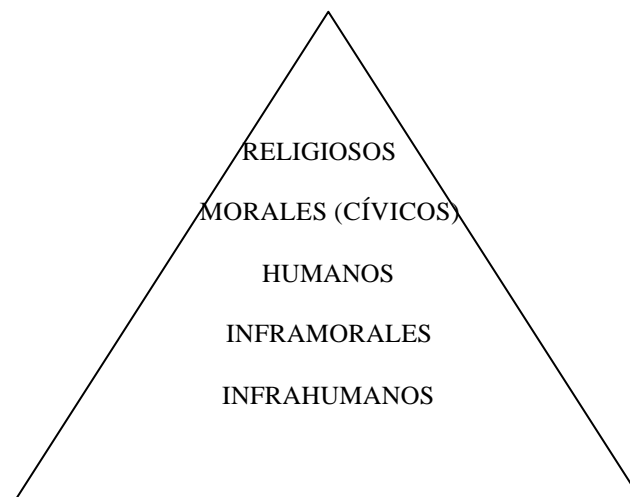 RELIGIOSOS
MORALES (CÍVICOS)
HUMANOS
INFRAMORALES
INFRAHUMANOS